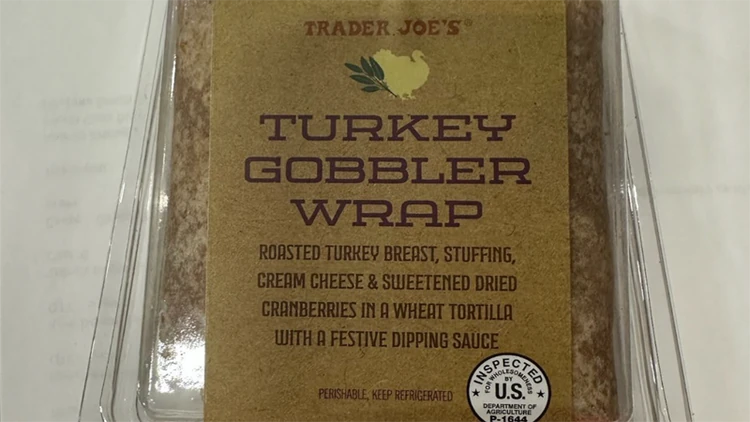 TRADER JOE'S®
TURKEY
GOBBLER
WRAP
ROASTED TURKEY BREAST, STUFFING,
CREAM CHEESE & SWEETENED DRIED
CRANBERRIES IN A WHEAT TORTILLA
WITH A FESTIVE DIPPING SAUCE
PERISHABLE, KEEP REFRIGERATED
INSPECTED
FOR WHOLESOMENESS
BY
U.S.
DEPARTMENT OF
AGRICULTURE
P-1644